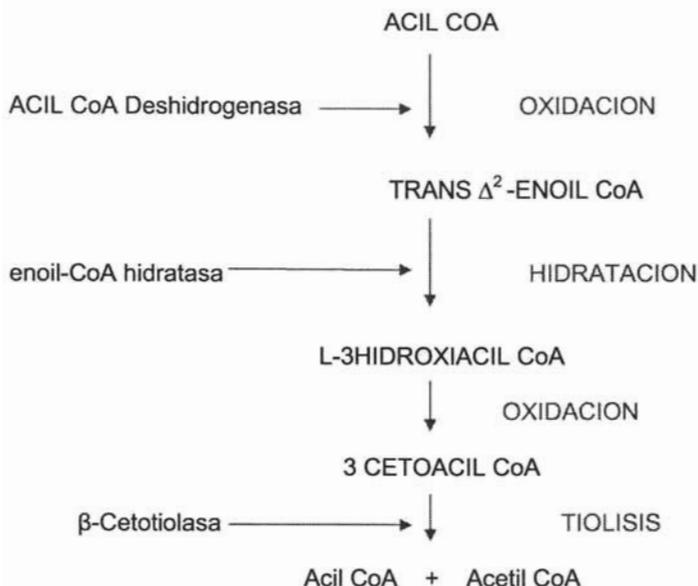 ACIL COA
ACIL CoA Deshidrogenasa OXIDACION
TRANS Δ²-ENOIL CoA
enoil-CoA hidratasa HIDRATACION
L-3HIDROXIACIL CoA
OXIDACION
3 CETOACIL CoA
β-Cetotiolasa TIOLISIS
Acil CoA + Acetil CoA